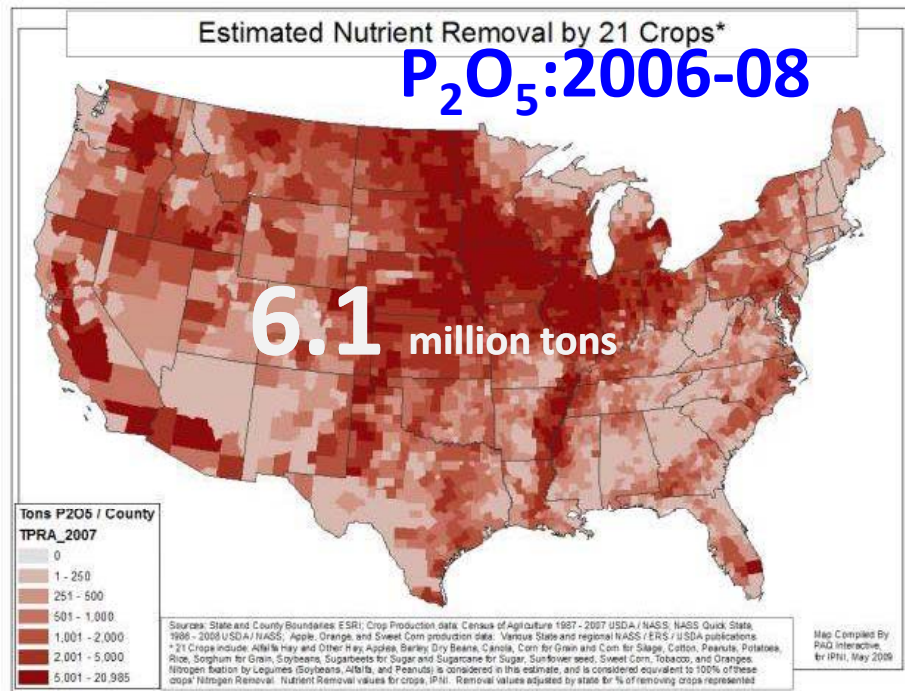 Estimated Nutrient Removal by 21 Crops*
P₂O₅:2006-08
6.1 million tons
Tons P2O5 / County
TPRA_2007
0
1 - 250
251 - 500
501 - 1,000
1,001 - 2,000
2,001 - 5,000
5,001 - 20,985
Sources: State and County Boundaries: ESRI; Crop Production data: Census of Agriculture 1987 - 2007 USDA / NASS; NASS Quick Stats,
1986 - 2008 USDA / NASS; Apple, Orange, and Sweet Corn production data: Various State and regional NASS / ERS / USDA publications.
* 21 Crops include: Alfalfa Hay and Other Hay, Apples, Barley, Dry Beans, Canola, Corn for Grain and Corn for Silage, Cotton, Peanuts, Potatoes,
Rice, Sorghum for Grain, Soybeans, Sugarbeets for Sugar and Sugarcane for Sugar, Sunflower seed, Sweet Corn, Tobacco, and Oranges.
Nitrogen fixation by Legumes (Soybeans, Alfalfa, and Peanuts) is considered in this estimate, and is considered equivalent to 100% of these
crops' Nitrogen Removal. Nutrient Removal values for crops, IPNI. Removal values adjusted by state for % of removing crops represented
Map Compiled By
PAQ Interactive,
for IPNI, May 2009